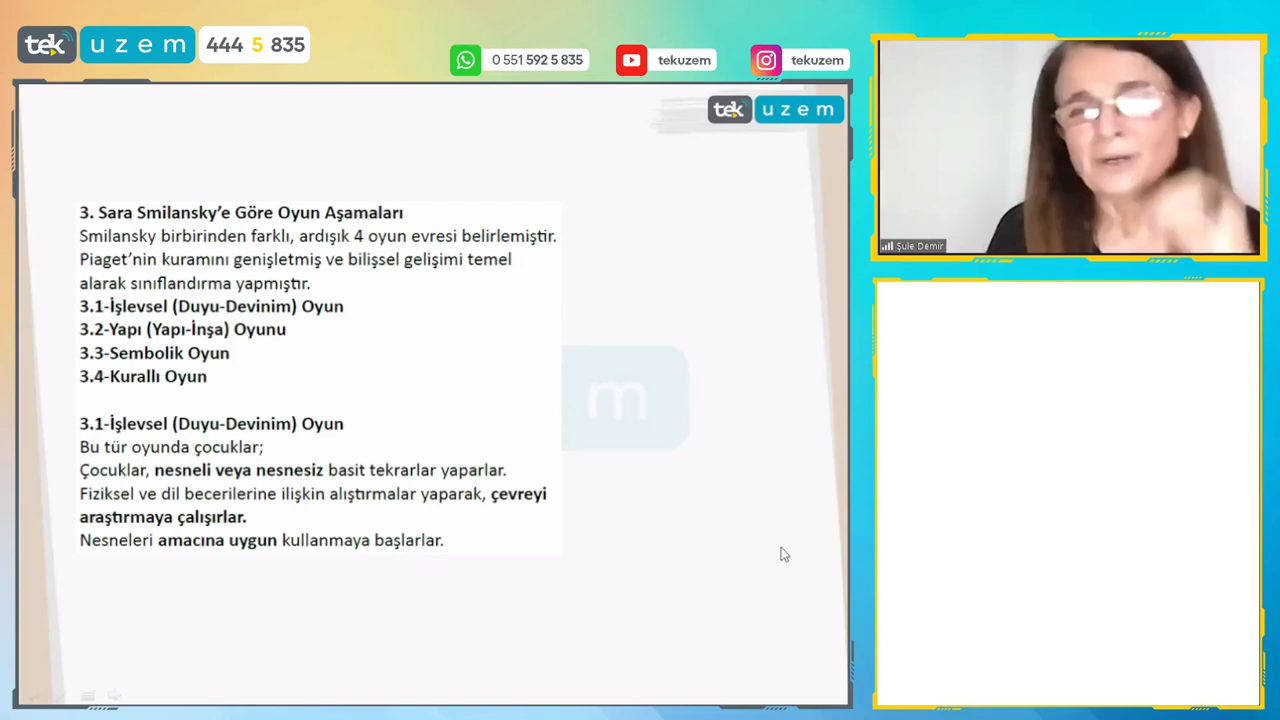 tek uzem 444 5 835
0 551 592 5 835
tekuzem
tekuzem
tek uzem
3. Sara Smilansky’e Göre Oyun Aşamaları
Smilansky birbirinden farklı, ardışık 4 oyun evresi belirlemiştir.
Piaget’nin kuramını genişletmiş ve bilişsel gelişimi temel
alarak sınıflandırma yapmıştır.
3.1-İşlevsel (Duyu-Devinim) Oyun
3.2-Yapı (Yapı-İnşa) Oyunu
3.3-Sembolik Oyun
3.4-Kurallı Oyun
m
3.1-İşlevsel (Duyu-Devinim) Oyun
Bu tür oyunda çocuklar;
Çocuklar, nesneli veya nesnesiz basit tekrarlar yaparlar.
Fiziksel ve dil becerilerine ilişkin alıştırmalar yaparak, çevreyi
araştırmaya çalışırlar.
Nesneleri amacına uygun kullanmaya başlarlar.
Şule Demir